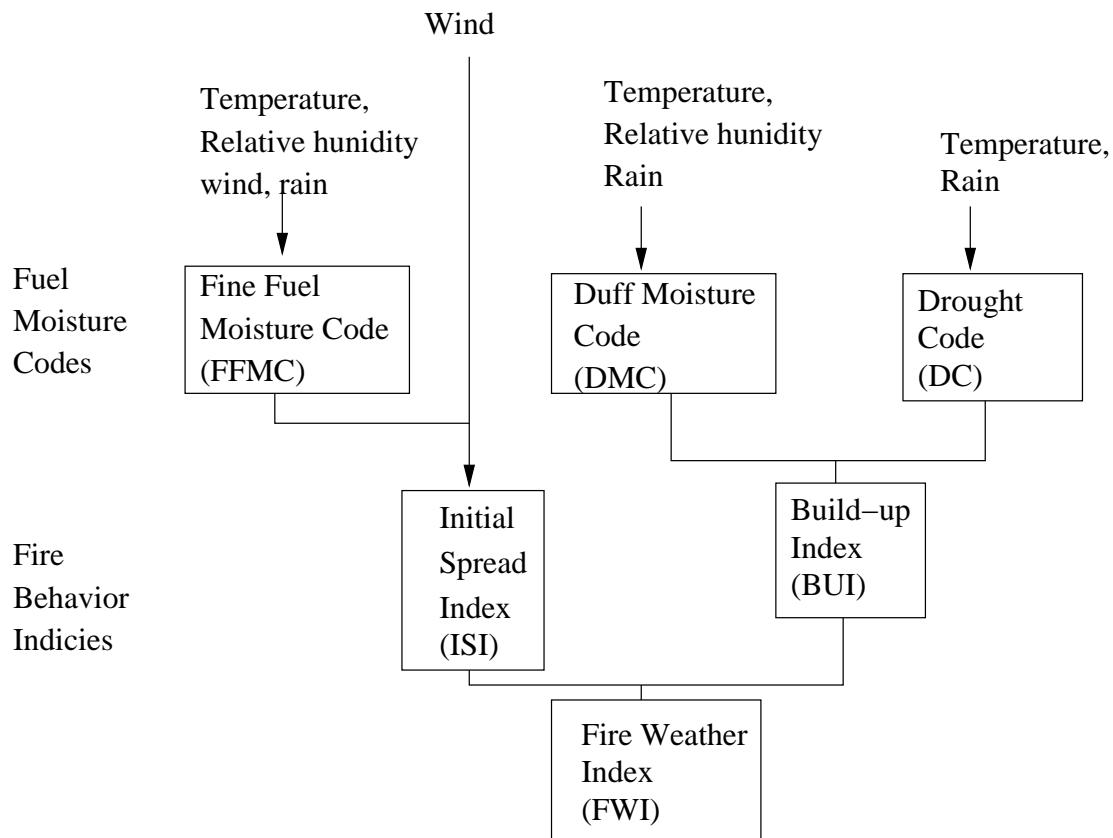 Wind
Temperature,
Relative hunidity
wind, rain
Temperature,
Relative hunidity
Rain
Temperature,
Rain
Fuel
Moisture
Codes
Fine Fuel
Moisture Code
(FFMC)
Duff Moisture
Code
(DMC)
Drought
Code
(DC)
Fire
Behavior
Indicies
Initial
Spread
Index
(ISI)
Build−up
Index
(BUI)
Fire Weather
Index
(FWI)